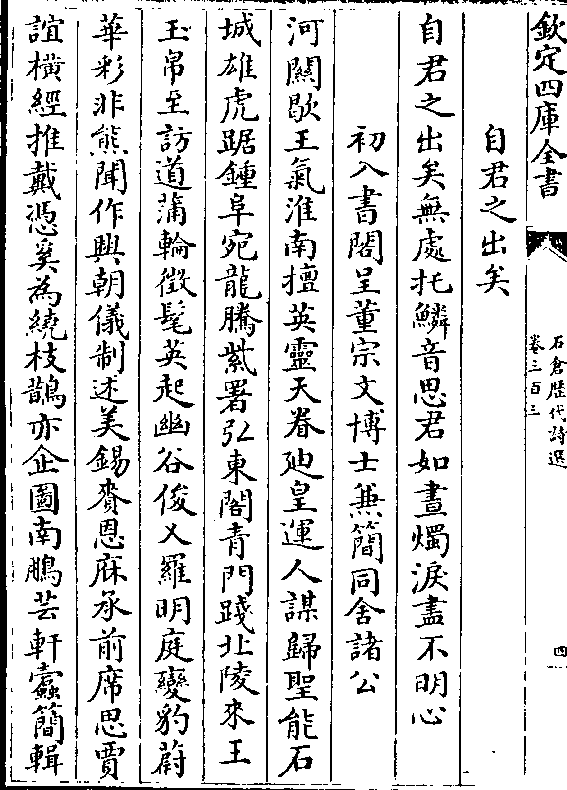 欽定四庫全書
石倉歷代詩選
卷三百三
四
自君之出矣
自君之出矣無處托鱗音思君如晝燭淚盡不明心
初入書閣呈董宗文博士兼簡同舍諸公
河關歇王氣淮南擅英靈天眷迎皇運人謀歸聖能石
城雄虎踞鍾阜宛龍騰紫署弘東閣青門踐北陵來王
玉帛至訪道蒲輪徵髦英起幽谷俊乂羅明庭變豹蔚
華彩非熊聞作興朝儀制述美錫賚恩庥承前席思賈
誼橫經推戴憑奚為繞枝鵲亦企圖南鵬芸軒蠹簡輯